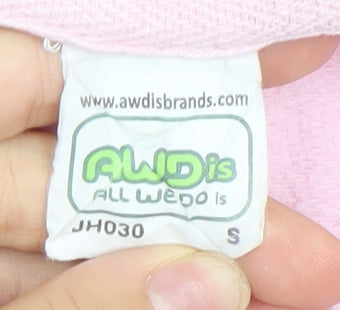 www.awdisbrands.com
AWDis
ALL WE DO is
JH030 S